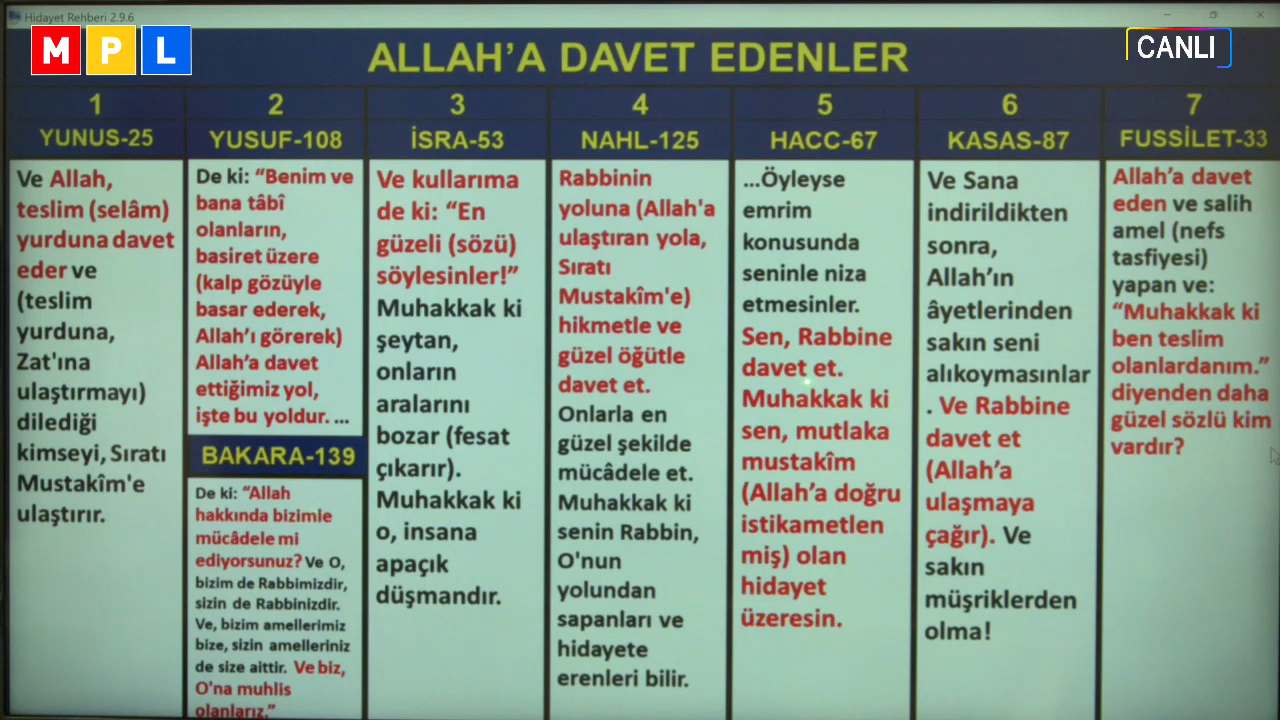 Hidayet Rehberi 2.9.6
MPL
CANLI
ALLAH’A DAVET EDENLER
1
YUNUS-25
Ve Allah,
teslim (selâm)
yurduna davet
eder ve
(teslim
yurduna,
Zat'ına
ulaştırmayı)
dilediği
kimseyi, Sıratı
Mustakîm'e
ulaştırır.
2
YUSUF-108
De ki: “Benim ve
bana tâbî
olanların,
basiret üzere
(kalp gözüyle
basar ederek,
Allah’ı görerek)
Allah’a davet
ettiğimiz yol,
işte bu yoldur. ...
BAKARA-139
De ki: “Allah
hakkında bizimle
mücâdele mi
ediyorsunuz? Ve O,
bizim de Rabbimizdir,
sizin de Rabbinizdir.
Ve, bizim amellerimiz
bize, sizin amelleriniz
de size aittir. Ve biz,
O'na muhlis
olanlarız.”
3
İSRA-53
Ve kullarıma
de ki: “En
güzeli (sözü)
söylesinler!”
Muhakkak ki
şeytan,
onların
aralarını
bozar (fesat
çıkarır).
Muhakkak ki
o, insana
apaçık
düşmandır.
4
NAHL-125
Rabbinin
yoluna (Allah'a
ulaştıran yola,
Sıratı
Mustakîm'e)
hikmetle ve
güzel öğütle
davet et.
Onlarla en
güzel şekilde
mücâdele et.
Muhakkak ki
senin Rabbin,
O'nun
yolundan
sapanları ve
hidayete
erenleri bilir.
5
HACC-67
...Öyleyse
emrim
konusunda
seninle niza
etmesinler.
Sen, Rabbine
davet et.
Muhakkak ki
sen, mutlaka
mustakîm
(Allah’a doğru
istikametlen
miş) olan
hidayet
üzeresin.
6
KASAS-87
Ve Sana
indirildikten
sonra,
Allah’ın
âyetlerinden
sakın seni
alıkoymasınlar
. Ve Rabbine
davet et
(Allah’a
ulaşmaya
çağır). Ve
sakın
müşriklerden
olma!
7
FUSSİLET-33
Allah’a davet
eden ve salih
amel (nefs
tasfiyesi)
yapan ve:
“Muhakkak ki
ben teslim
olanlardanım.”
diyenden daha
güzel sözlü kim
vardır?